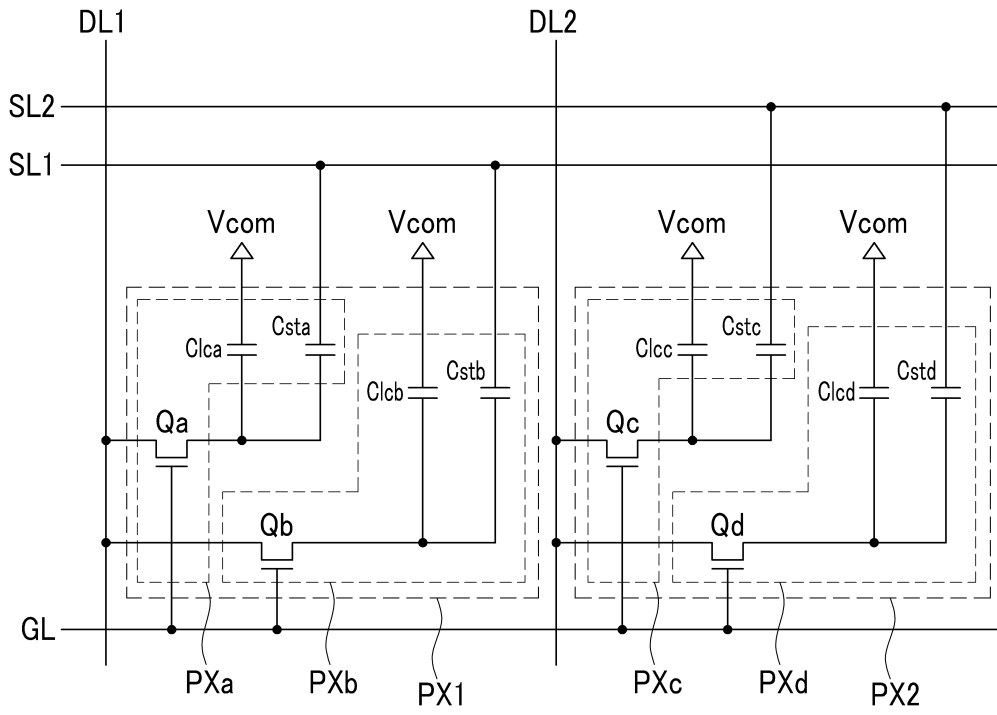 DL1 DL2
SL2
SL1
Vcom Vcom Vcom Vcom
Clca Csta Clcb Cstb Clcc Cstc Clcd Cstd
Qa Qc
Qb Qd
GL
PXa PXb PX1 PXc PXd PX2